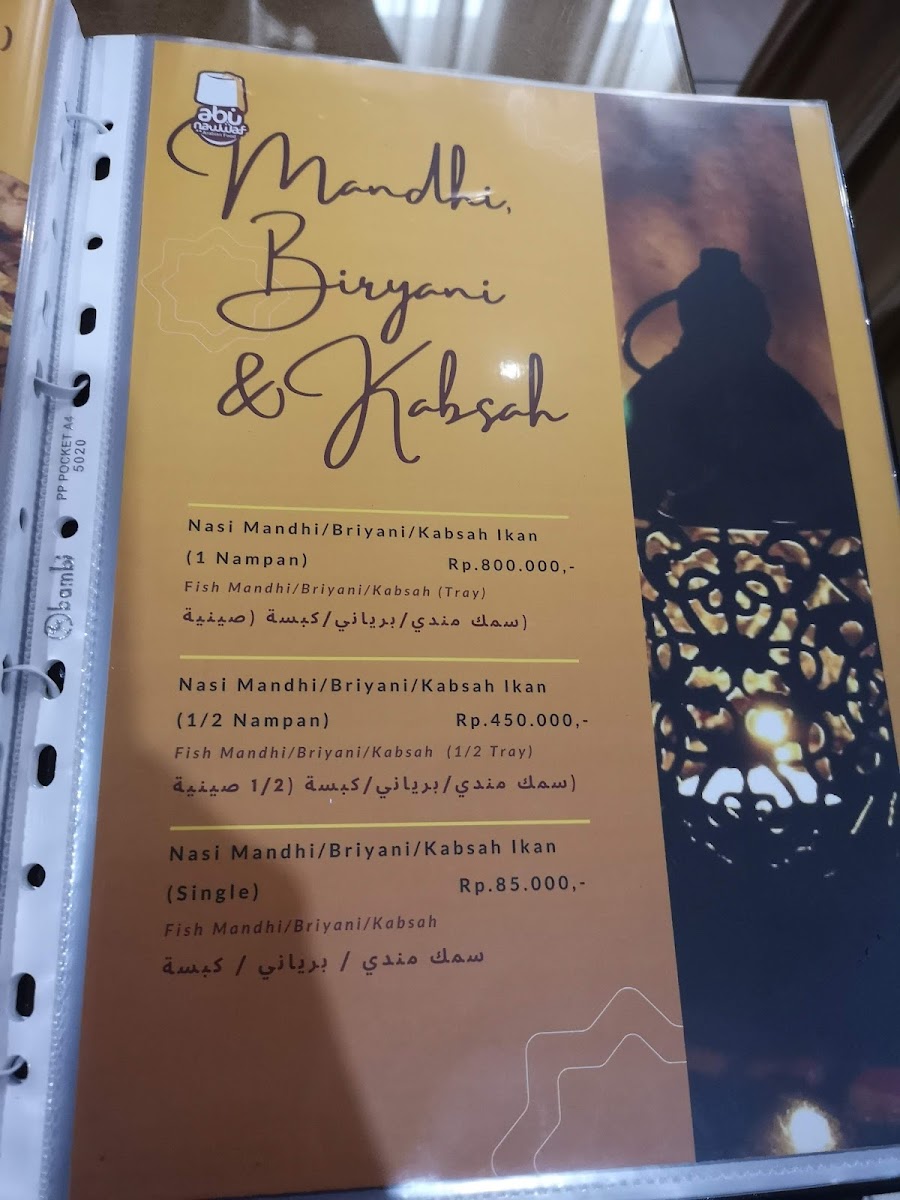 )
abu
nawwaf
Arabian Food
Mandhi,
Biryani
& Kabsah
PP POCKET A4
5020
bambi
Nasi Mandhi/Briyani/Kabsah Ikan
(1 Nampan) Rp.800.000,-
Fish Mandhi/Briyani/Kabsah (Tray)
سمك مندي/برياني/كبسة (صينية)
Nasi Mandhi/Briyani/Kabsah Ikan
(1/2 Nampan) Rp.450.000,-
Fish Mandhi/Briyani/Kabsah (1/2 Tray)
سمك مندي/برياني/كبسة (1/2 صينية)
Nasi Mandhi/Briyani/Kabsah Ikan
(Single) Rp.85.000,-
Fish Mandhi/Briyani/Kabsah
سمك مندي / برياني / كبسة